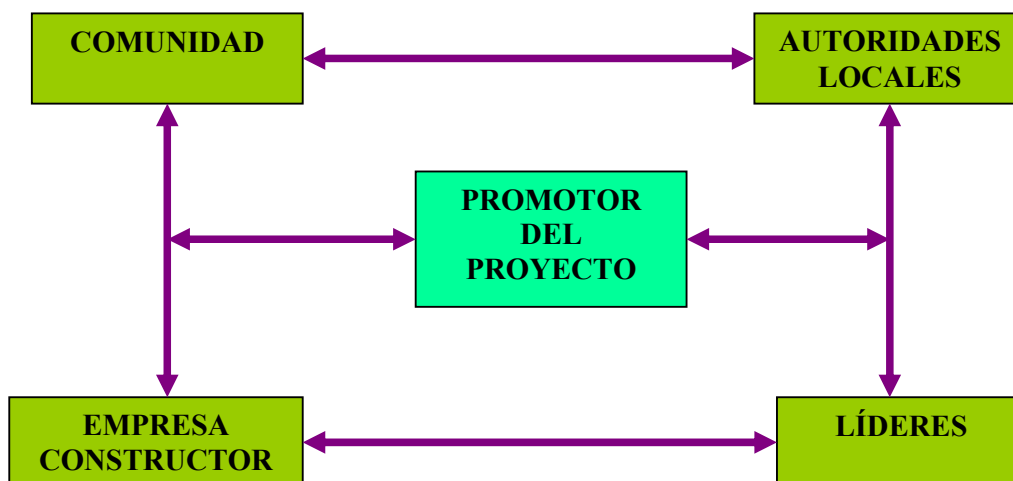 COMUNIDAD
AUTORIDADES
LOCALES
PROMOTOR
DEL
PROYECTO
EMPRESA
CONSTRUCTOR
LÍDERES